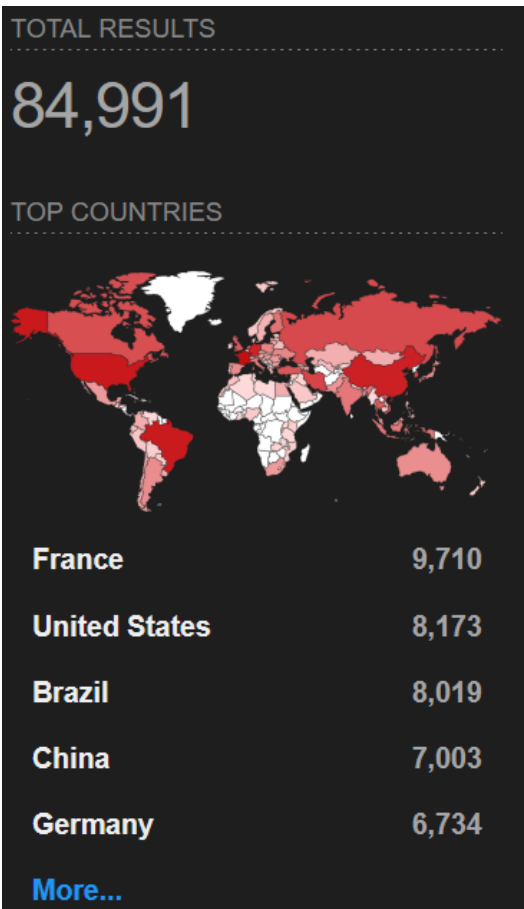 TOTAL RESULTS
84,991
TOP COUNTRIES
France 9,710
United States 8,173
Brazil 8,019
China 7,003
Germany 6,734
More...